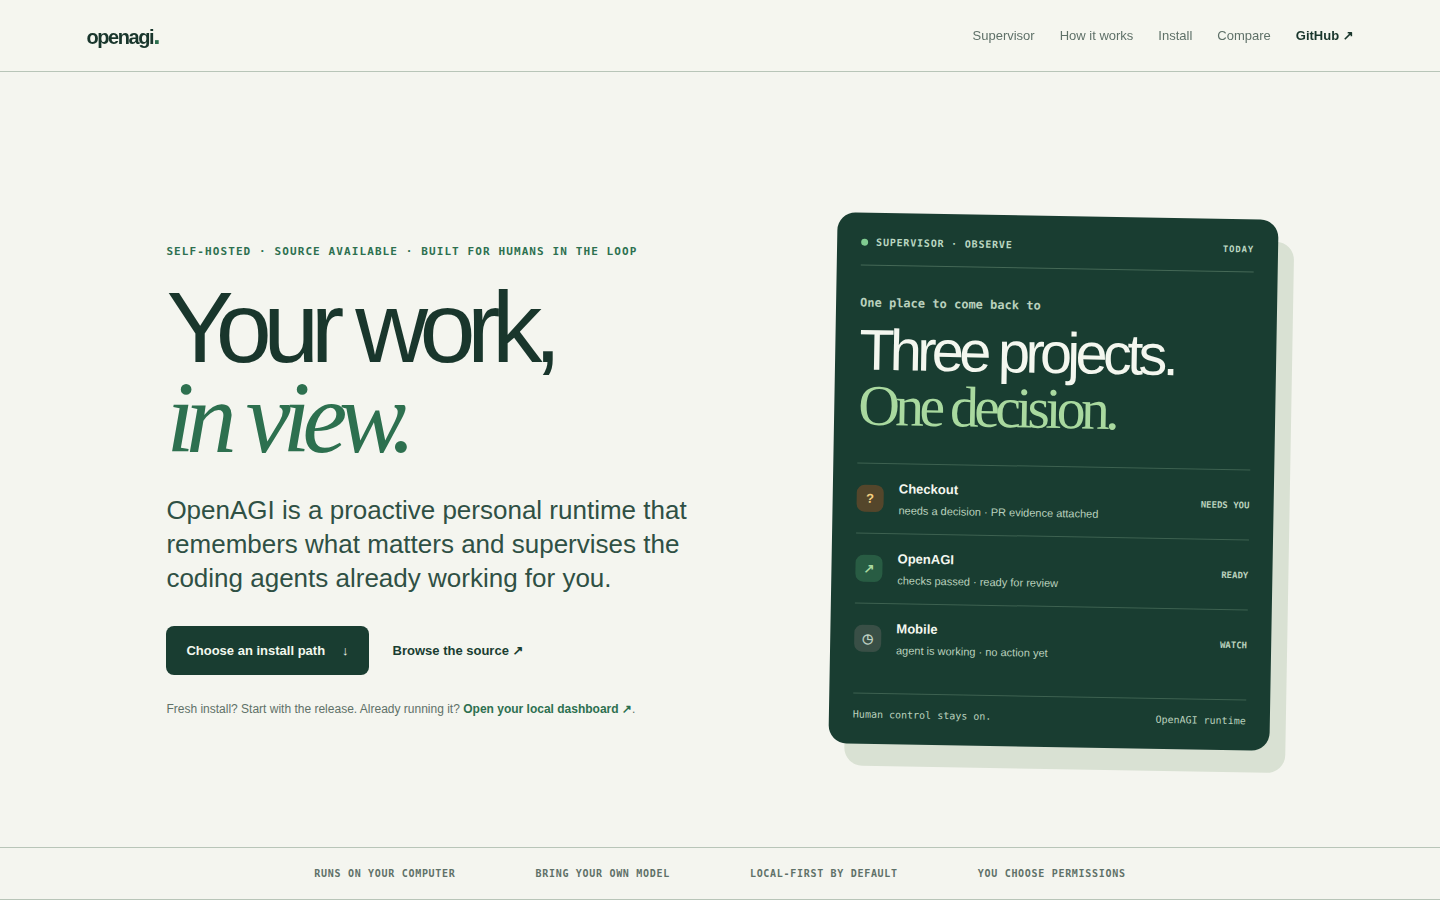 openagi.
Supervisor How it works Install Compare GitHub ↗
SELF-HOSTED · SOURCE AVAILABLE · BUILT FOR HUMANS IN THE LOOP
Your work,
in view.
OpenAGI is a proactive personal runtime that
remembers what matters and supervises the
coding agents already working for you.
Choose an install path ↓
Browse the source ↗
Fresh install? Start with the release. Already running it? Open your local dashboard ↗.
SUPERVISOR · OBSERVE
TODAY
One place to come back to
Three projects.
One decision.
?
Checkout
needs a decision · PR evidence attached
NEEDS YOU
↗
OpenAGI
checks passed · ready for review
READY
◷
Mobile
agent is working · no action yet
WATCH
Human control stays on.
OpenAGI runtime
RUNS ON YOUR COMPUTER
BRING YOUR OWN MODEL
LOCAL-FIRST BY DEFAULT
YOU CHOOSE PERMISSIONS